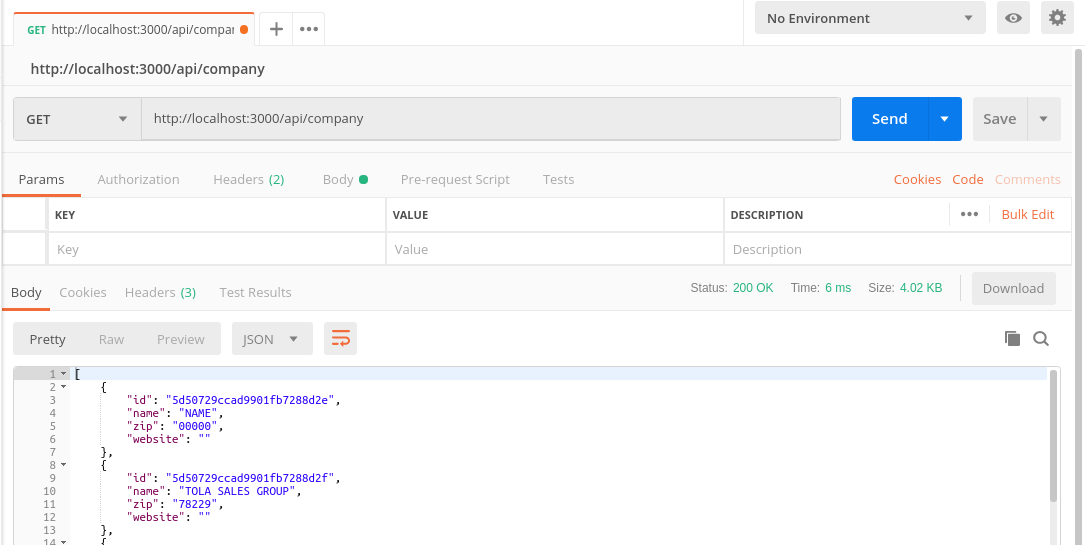 GET http://localhost:3000/api/compar
No Environment
http://localhost:3000/api/company
GET http://localhost:3000/api/company Send Save
Params Authorization Headers (2) Body Pre-request Script Tests Cookies Code Comments
KEY VALUE DESCRIPTION ••• Bulk Edit
Key Value Description
Body Cookies Headers (3) Test Results Status: 200 OK Time: 6 ms Size: 4.02 KB Download
Pretty Raw Preview JSON
1 [
2 {
3 "id": "5d50729ccad9901fb7288d2e",
4 "name": "NAME",
5 "zip": "00000",
6 "website": ""
7 },
8 {
9 "id": "5d50729ccad9901fb7288d2f",
10 "name": "TOLA SALES GROUP",
11 "zip": "78229",
12 "website": ""
13 },
14 {